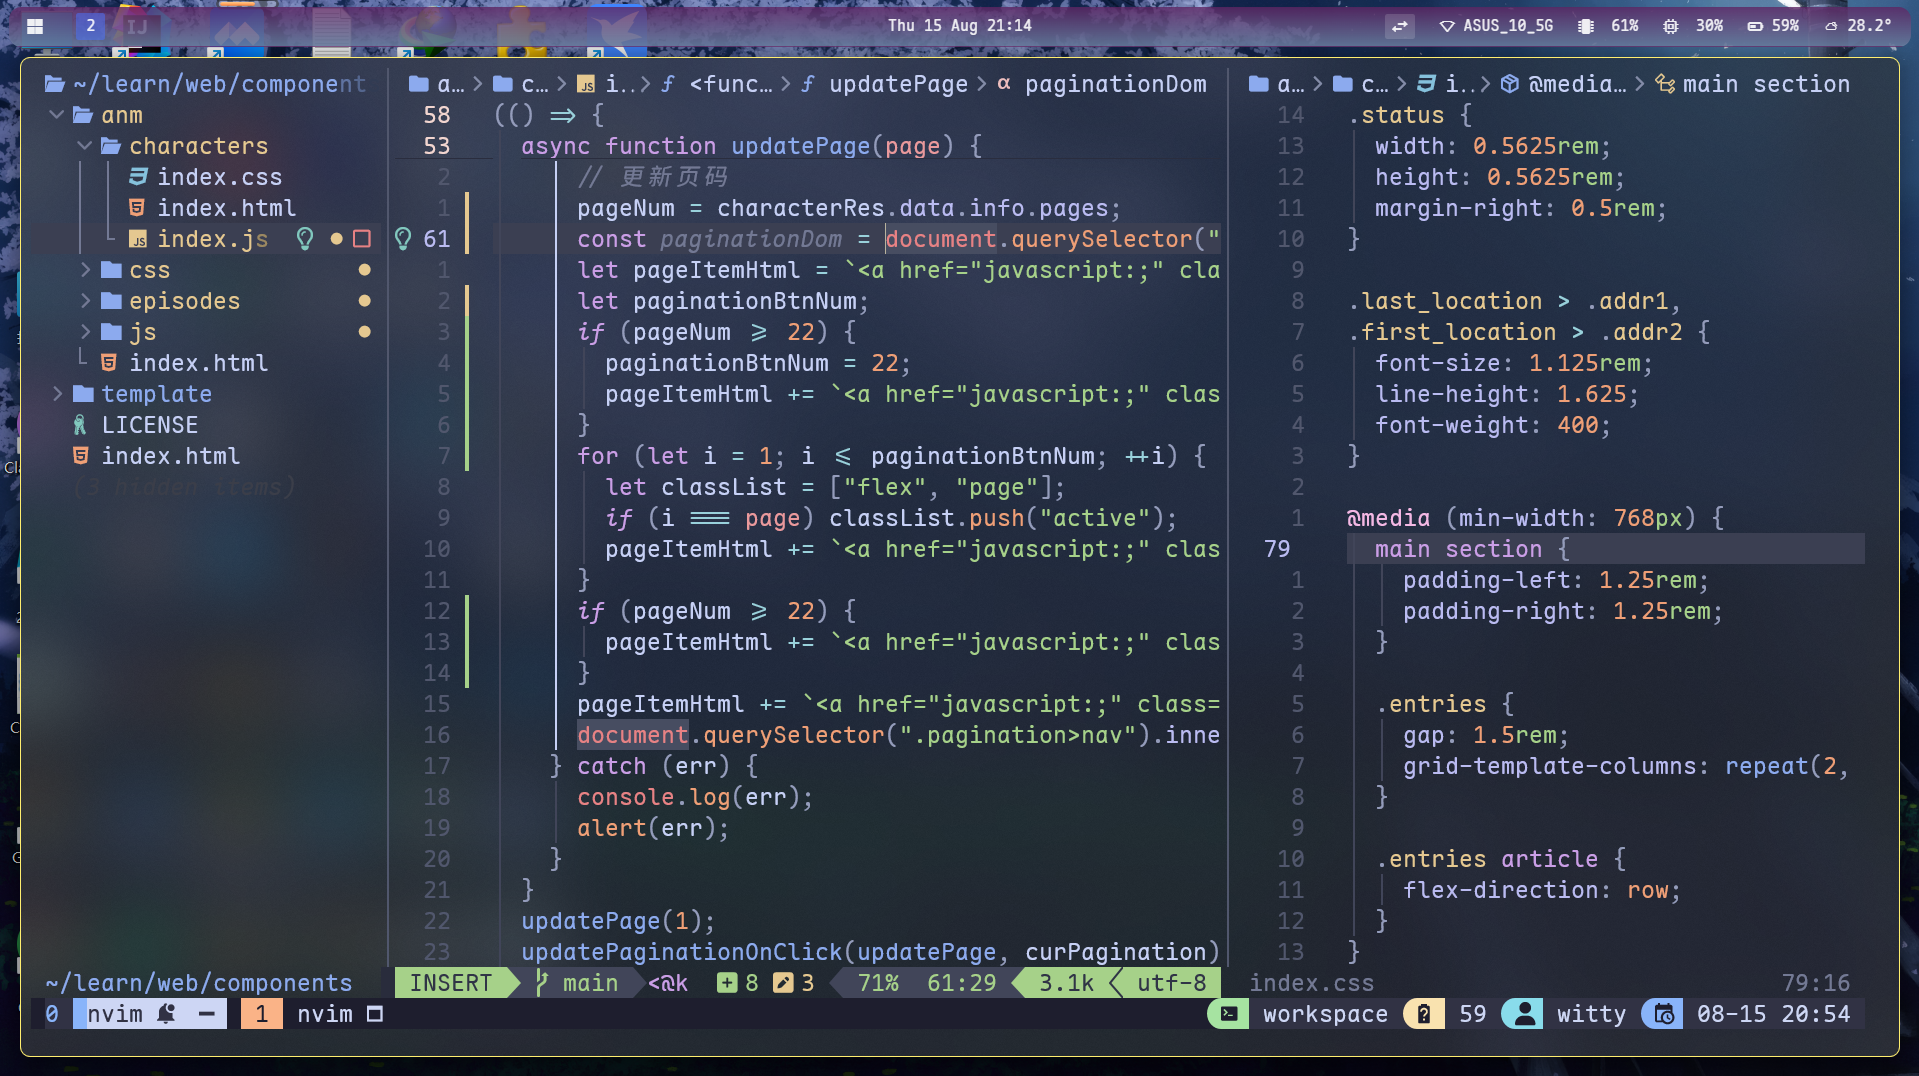 2
Thu 15 Aug 21:14
ASUS_10_5G 61% 30% 59% 28.2°
~/learn/web/component
anm
characters
index.css
index.html
index.js
css
episodes
js
index.html
template
LICENSE
index.html
(3 hidden items)
~/learn/web/components
a… > c… > i.. > f <func… > f updatePage > α paginationDom
58 (() => {
53 async function updatePage(page) {
2 // 更新页码
1 pageNum = characterRes.data.info.pages;
61 const paginationDom = document.querySelector("
1 let pageItemHtml = `<a href="javascript:;" cla
2 let paginationBtnNum;
3 if (pageNum >= 22) {
4 paginationBtnNum = 22;
5 pageItemHtml += `<a href="javascript:;" clas
6 }
7 for (let i = 1; i <= paginationBtnNum; ++i) {
8 let classList = ["flex", "page"];
9 if (i === page) classList.push("active");
10 pageItemHtml += `<a href="javascript:;" clas
11 }
12 if (pageNum >= 22) {
13 pageItemHtml += `<a href="javascript:;" clas
14 }
15 pageItemHtml += `<a href="javascript:;" class=
16 document.querySelector(".pagination>nav").inne
17 } catch (err) {
18 console.log(err);
19 alert(err);
20 }
21 }
22 updatePage(1);
23 updatePaginationOnClick(updatePage, curPagination)
INSERT main <@k 8 3 71% 61:29 3.1k utf-8
a… > c… > i.. > @media… > main section
14 .status {
13 width: 0.5625rem;
12 height: 0.5625rem;
11 margin-right: 0.5rem;
10 }
9
8 .last_location > .addr1,
7 .first_location > .addr2 {
6 font-size: 1.125rem;
5 line-height: 1.625;
4 font-weight: 400;
3 }
2
1 @media (min-width: 768px) {
79 main section {
1 padding-left: 1.25rem;
2 padding-right: 1.25rem;
3 }
4
5 .entries {
6 gap: 1.5rem;
7 grid-template-columns: repeat(2,
8 }
9
10 .entries article {
11 flex-direction: row;
12 }
13 }
index.css 79:16
0 nvim 1 nvim
workspace 59 witty 08-15 20:54